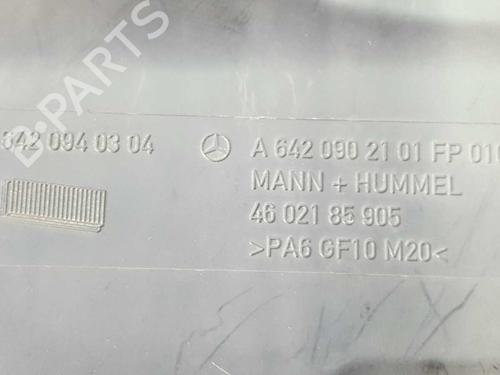 B-PARTS
642 094 03 04
A 642 090 21 01 FP 010
MANN + HUMMEL
46 021 85 905
>PA6 GF10 M20<